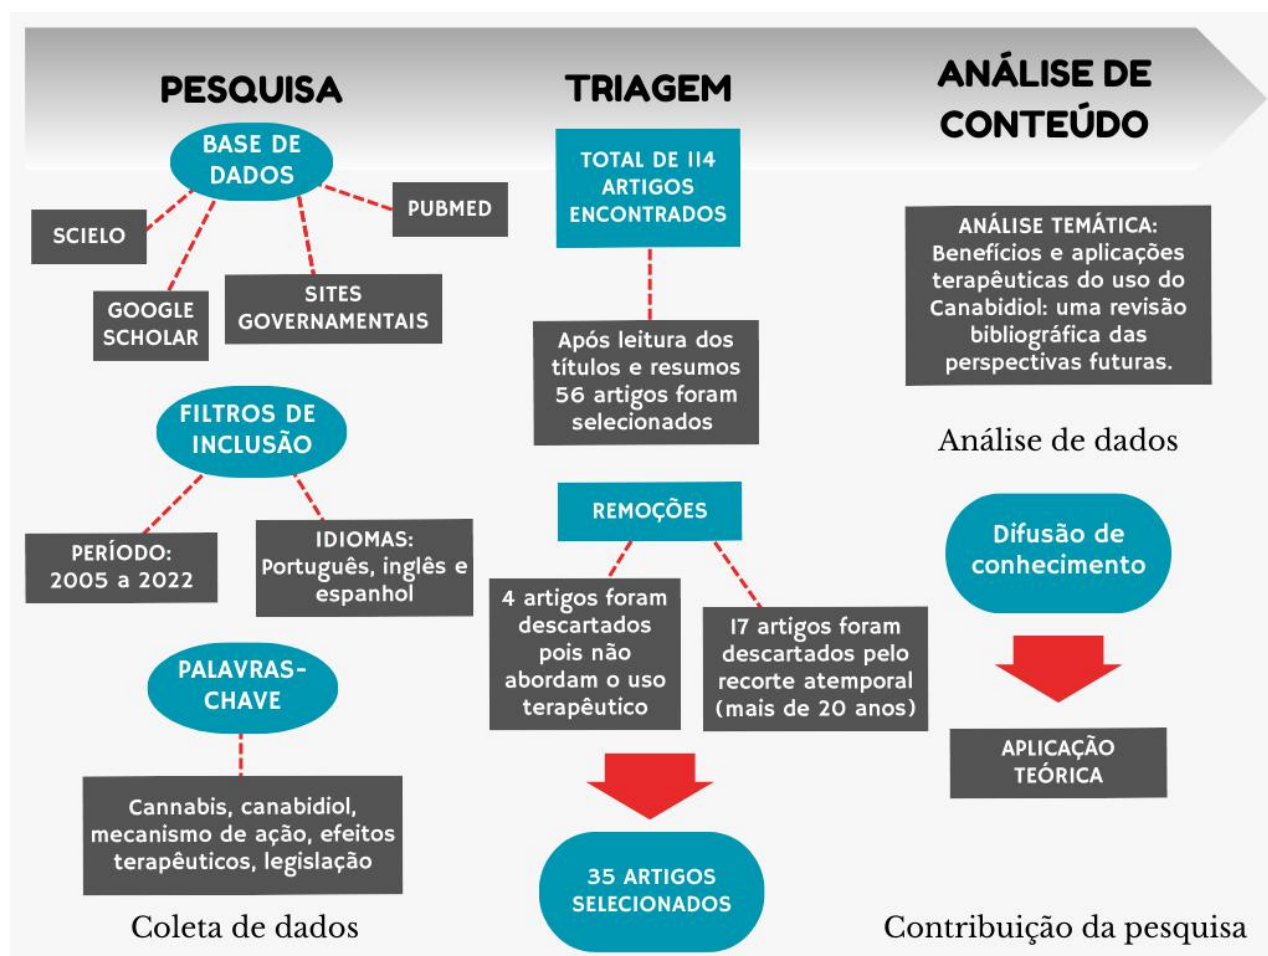 PESQUISA
BASE DE
DADOS
SCIELO
GOOGLE
SCHOLAR
SITES
GOVERNAMENTAIS
PUBMED
FILTROS DE
INCLUSÃO
PERÍODO:
2005 a 2022
IDIOMAS:
Português, inglês e
espanhol
PALAVRAS-
CHAVE
Cannabis, canabidiol,
mecanismo de ação, efeitos
terapêuticos, legislação
Coleta de dados
TRIAGEM
TOTAL DE 114
ARTIGOS
ENCONTRADOS
Após leitura dos
títulos e resumos
56 artigos foram
selecionados
REMOÇÕES
4 artigos foram
descartados
pois não
abordam o uso
terapêutico
17 artigos foram
descartados pelo
recorte atemporal
(mais de 20 anos)
35 ARTIGOS
SELECIONADOS
ANÁLISE DE
CONTEÚDO
ANÁLISE TEMÁTICA:
Benefícios e aplicações
terapêuticas do uso do
Canabidiol: uma revisão
bibliográfica das
perspectivas futuras.
Análise de dados
Difusão de
conhecimento
APLICAÇÃO
TEÓRICA
Contribuição da pesquisa